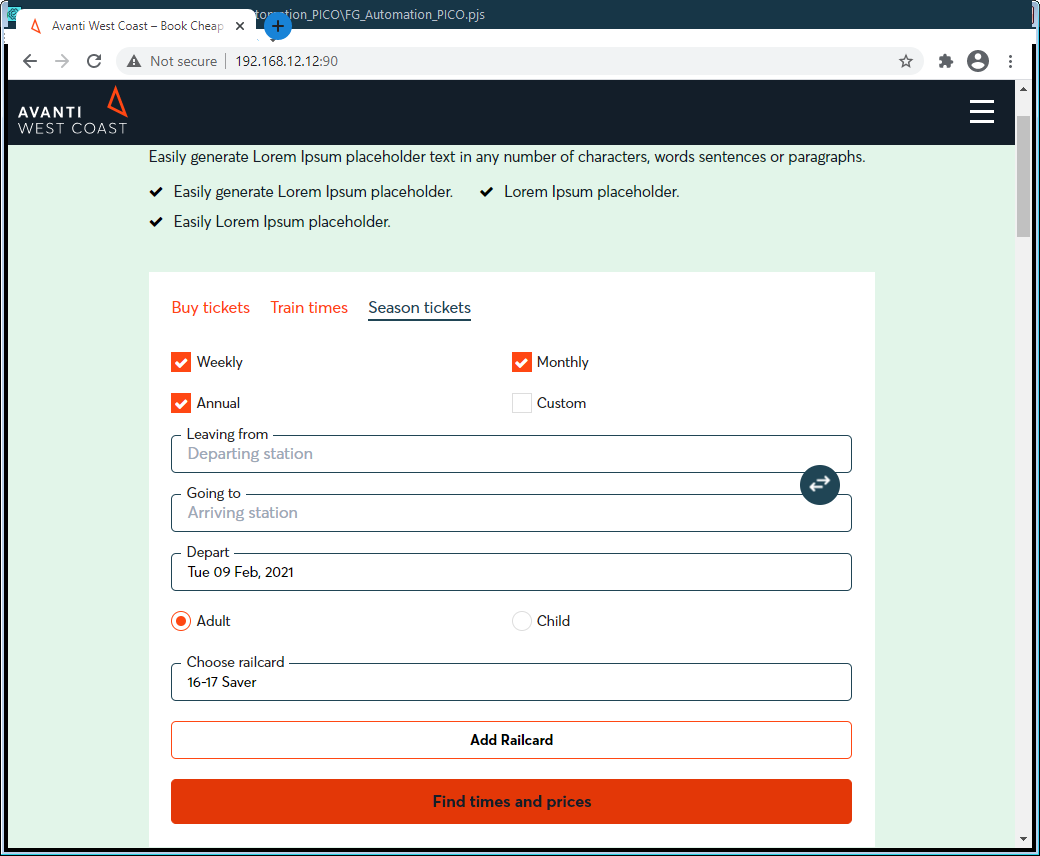 tomation_PICO\FG_Automation_PICO.pjs
Avanti West Coast – Book Cheap
Not secure 192.168.12.12:90
AVANTI
WEST COAST
Easily generate Lorem Ipsum placeholder text in any number of characters, words sentences or paragraphs.
Easily generate Lorem Ipsum placeholder. Lorem Ipsum placeholder.
Easily Lorem Ipsum placeholder.
Buy tickets Train times Season tickets
Weekly Monthly
Annual Custom
Leaving from
Departing station
Going to
Arriving station
Depart
Tue 09 Feb, 2021
Adult Child
Choose railcard
16-17 Saver
Add Railcard
Find times and prices